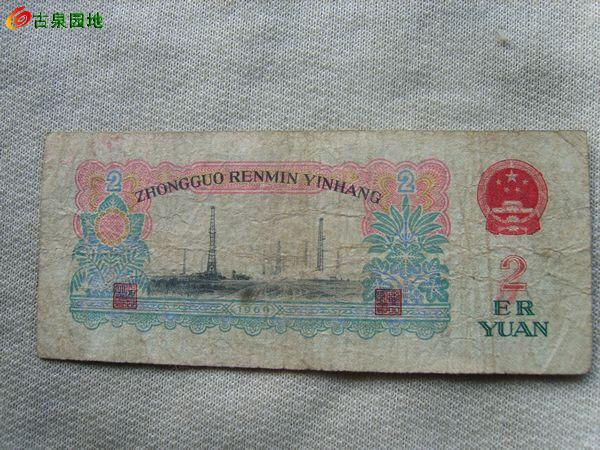 古泉园地
ZHONGGUO RENMIN YINHANG
2
2
2
ER
YUAN
1960